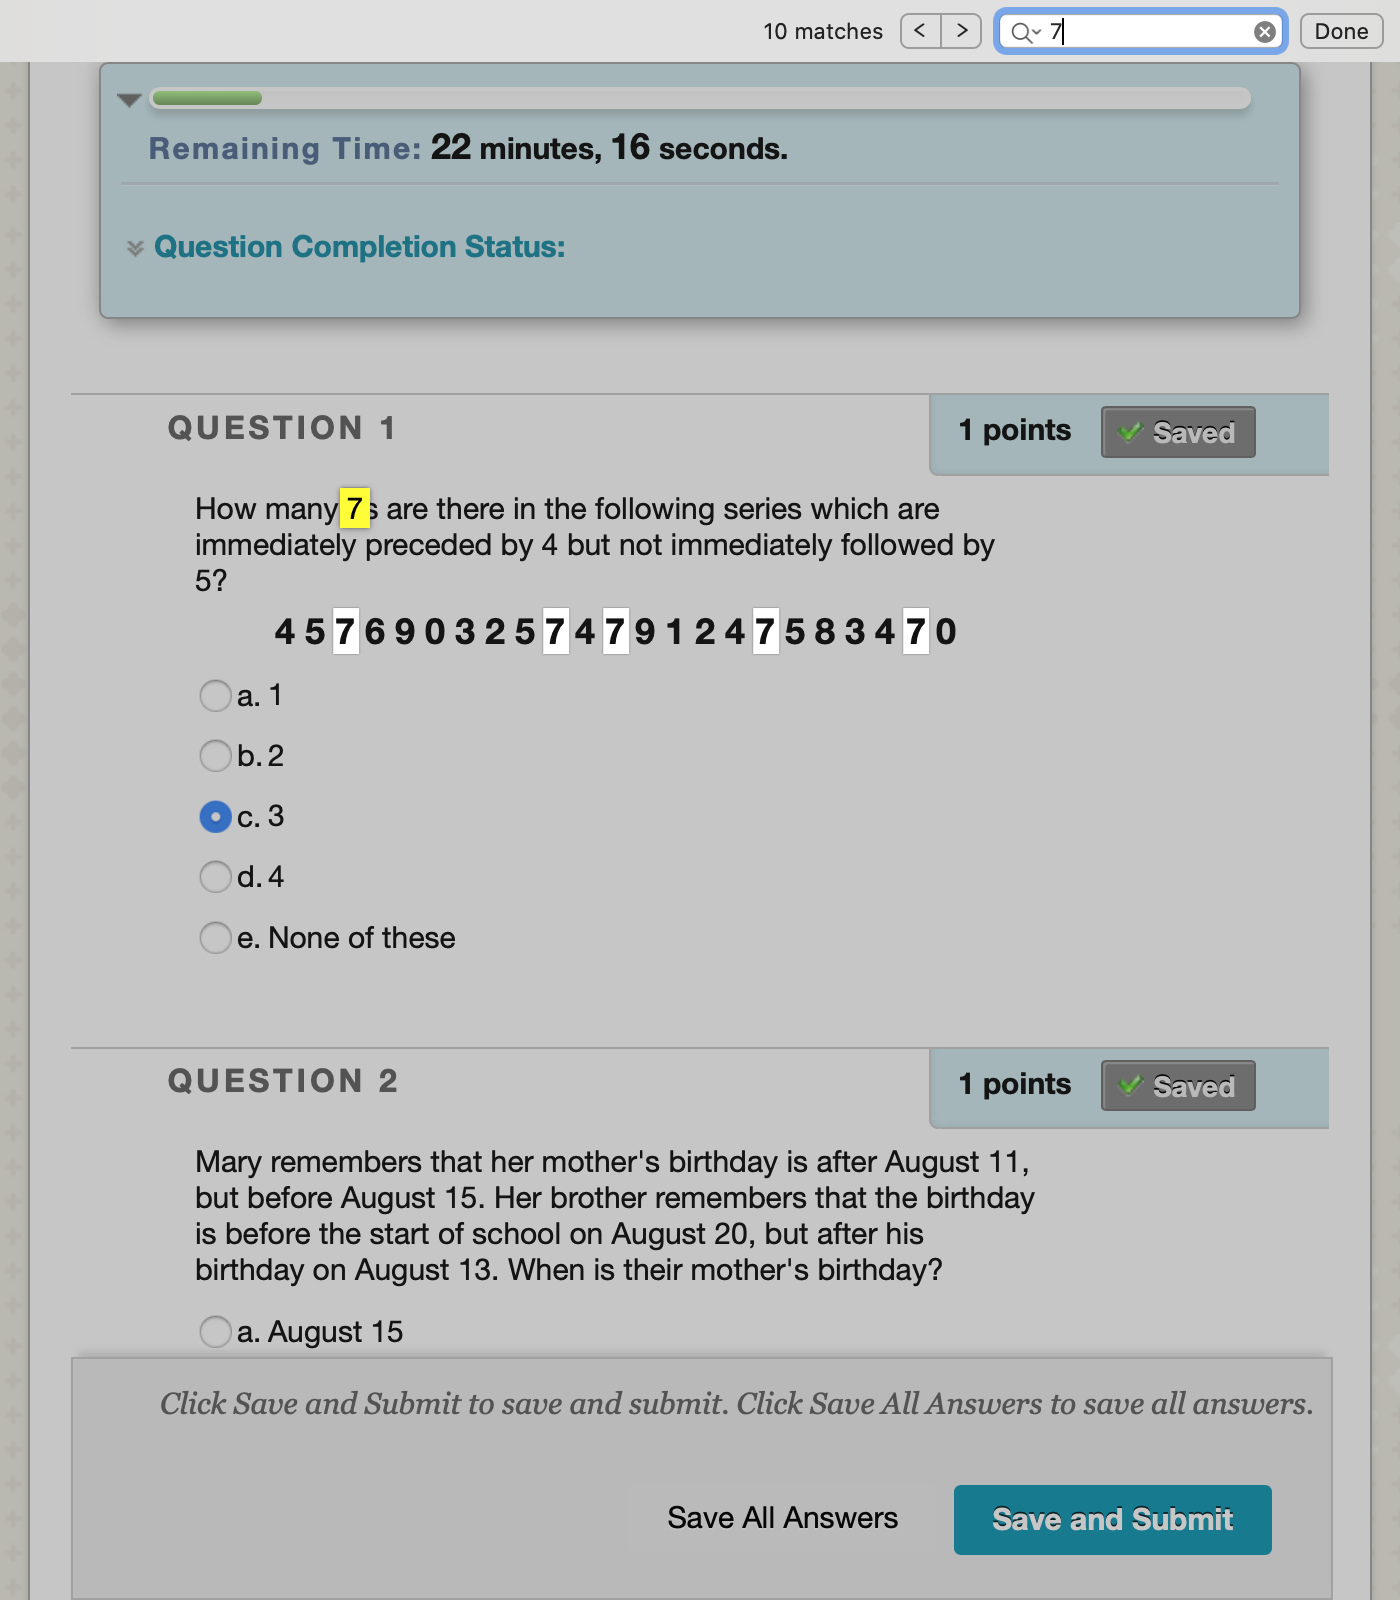 10 matches < > 7 Done
Remaining Time: 22 minutes, 16 seconds.
Question Completion Status:
QUESTION 1
1 points Saved
How many 7s are there in the following series which are
immediately preceded by 4 but not immediately followed by
5?
4 5 7 6 9 0 3 2 5 7 4 7 9 1 2 4 7 5 8 3 4 7 0
a. 1
b. 2
c. 3
d. 4
e. None of these
QUESTION 2
1 points Saved
Mary remembers that her mother's birthday is after August 11,
but before August 15. Her brother remembers that the birthday
is before the start of school on August 20, but after his
birthday on August 13. When is their mother's birthday?
a. August 15
Click Save and Submit to save and submit. Click Save All Answers to save all answers.
Save All Answers Save and Submit